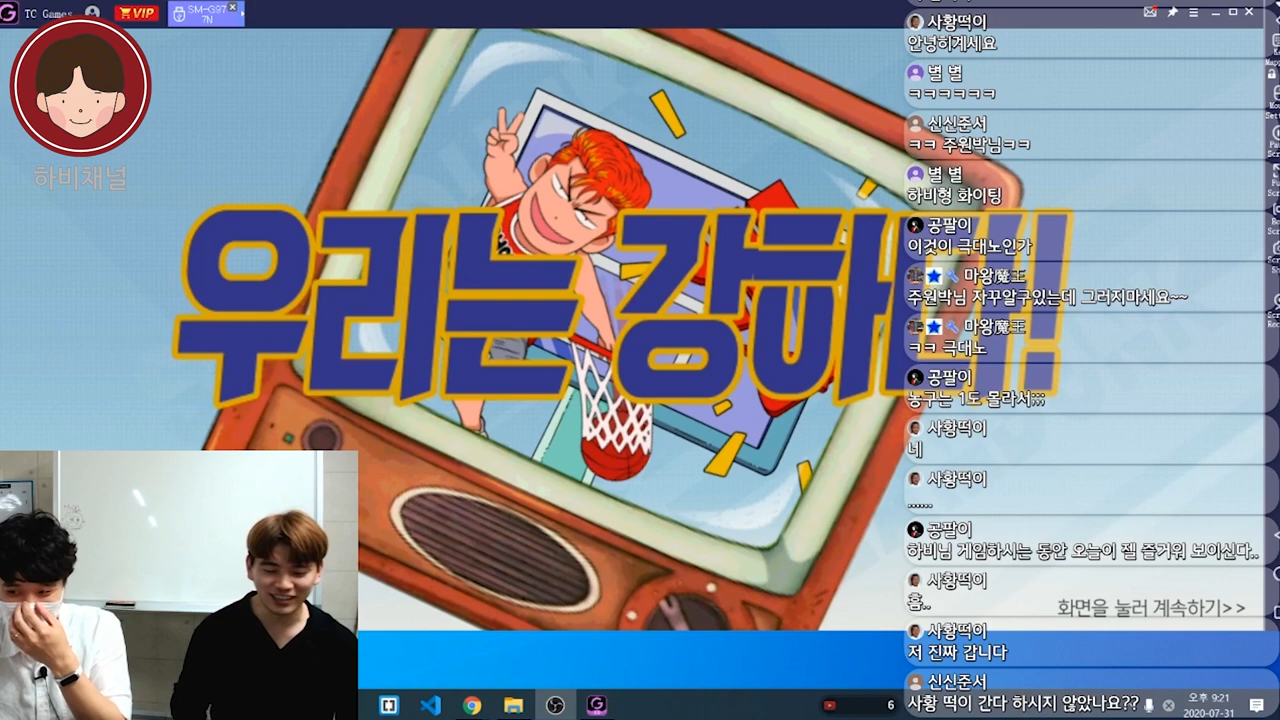 TC Games
VIP
SM-G97
7N
하비채널
우리는 강하다!
사황떡이
안녕히게세요
별 별
ㅋㅋㅋㅋㅋㅋ
신신준서
ㅋㅋ 주원박님ㅋㅋ
별 별
하비형 화이팅
공팔이
이것이 극대노인가
마왕魔王
주원박님 자꾸알구있는데 그러지마세요~~
마왕魔王
ㅋㅋ 극대노
공팔이
농구는 1도 몰라서;;;
사황떡이
네
사황떡이
......
공팔이
하비님 게임하시는 동안 오늘이 젤 즐거워 보이신다..
사황떡이
흠..
화면을 눌러 계속하기>>
사황떡이
저 진짜 갑니다
신신준서
사황 떡이 간다 하시지 않았나요??
6
오후 9:21
2020-07-31